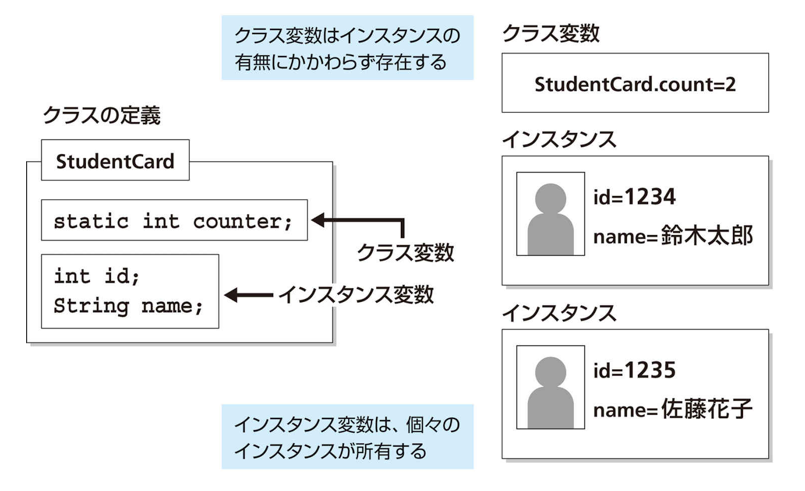 クラス変数はインスタンスの
有無にかかわらず存在する
クラスの定義
StudentCard
static int counter;
クラス変数
int id;
String name;
インスタンス変数
インスタンス変数は、個々の
インスタンスが所有する
クラス変数
StudentCard.count=2
インスタンス
id=1234
name=鈴木太郎
インスタンス
id=1235
name=佐藤花子